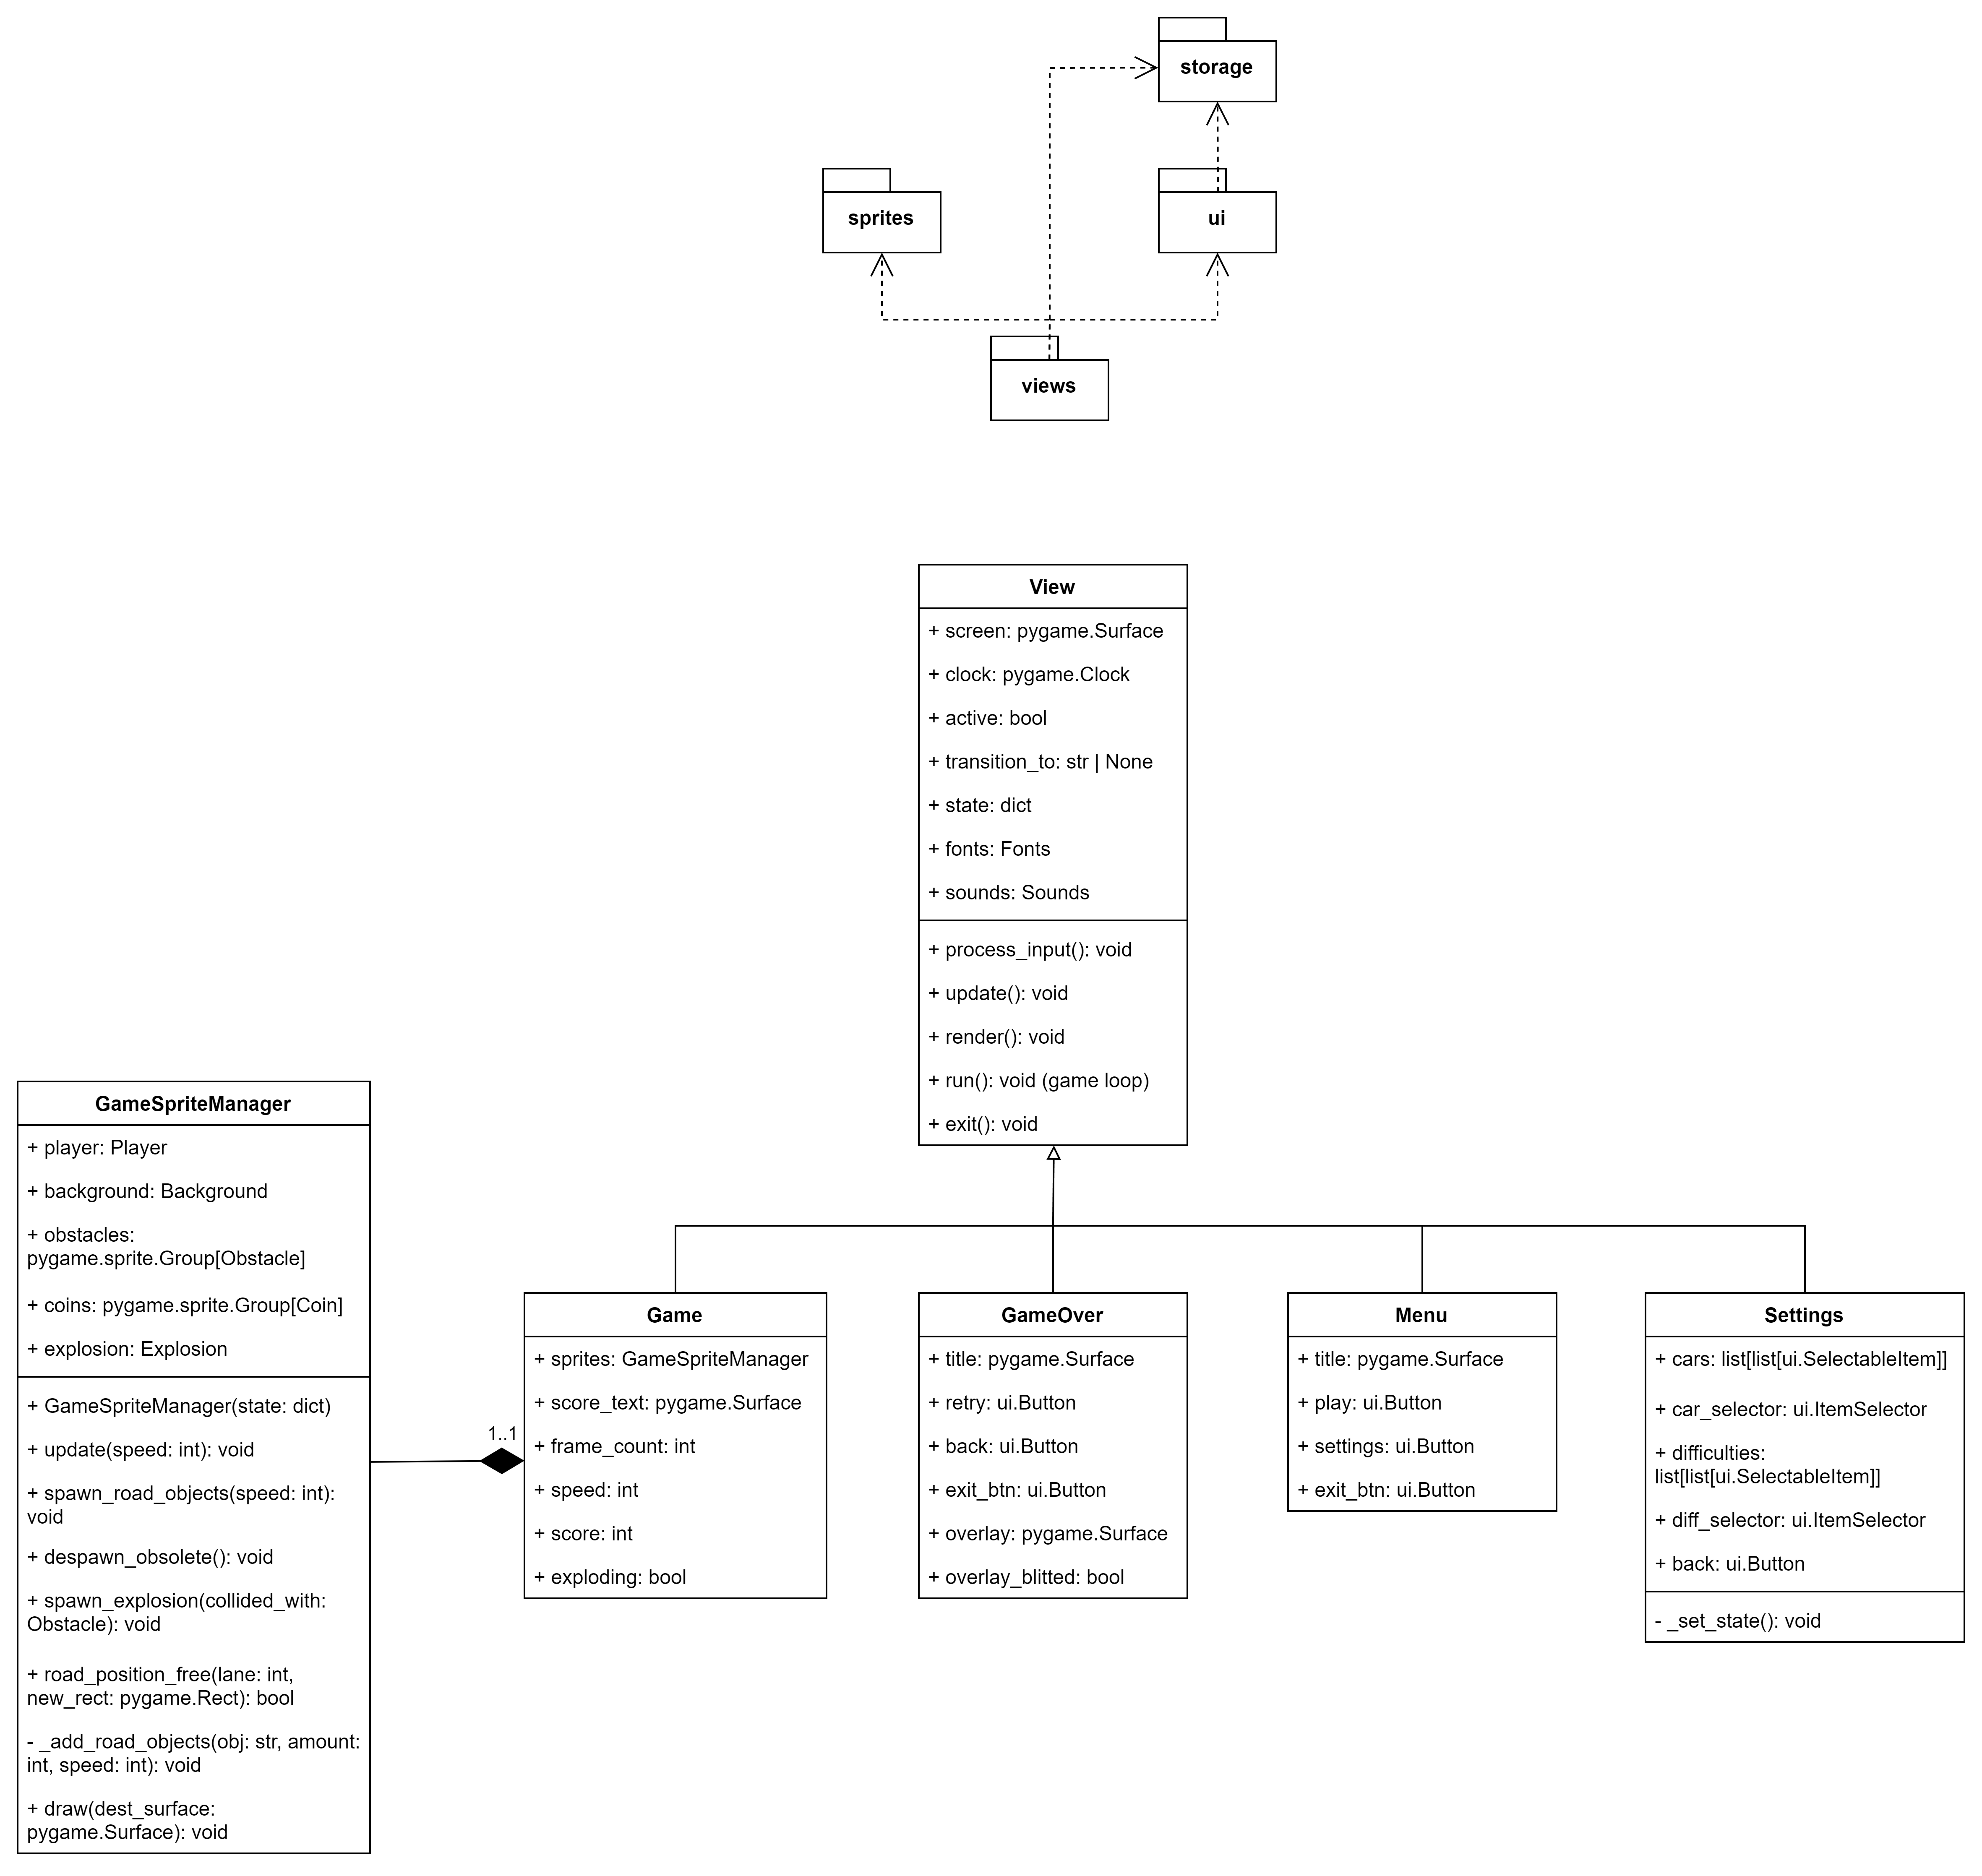 storage
sprites
ui
views
View
+ screen: pygame.Surface
+ clock: pygame.Clock
+ active: bool
+ transition_to: str | None
+ state: dict
+ fonts: Fonts
+ sounds: Sounds
+ process_input(): void
+ update(): void
+ render(): void
+ run(): void (game loop)
+ exit(): void
GameSpriteManager
+ player: Player
+ background: Background
+ obstacles:
pygame.sprite.Group[Obstacle]
+ coins: pygame.sprite.Group[Coin]
+ explosion: Explosion
+ GameSpriteManager(state: dict)
+ update(speed: int): void
+ spawn_road_objects(speed: int):
void
+ despawn_obsolete(): void
+ spawn_explosion(collided_with:
Obstacle): void
+ road_position_free(lane: int,
new_rect: pygame.Rect): bool
- _add_road_objects(obj: str, amount:
int, speed: int): void
+ draw(dest_surface:
pygame.Surface): void
1..1
Game
+ sprites: GameSpriteManager
+ score_text: pygame.Surface
+ frame_count: int
+ speed: int
+ score: int
+ exploding: bool
GameOver
+ title: pygame.Surface
+ retry: ui.Button
+ back: ui.Button
+ exit_btn: ui.Button
+ overlay: pygame.Surface
+ overlay_blitted: bool
Menu
+ title: pygame.Surface
+ play: ui.Button
+ settings: ui.Button
+ exit_btn: ui.Button
Settings
+ cars: list[list[ui.SelectableItem]]
+ car_selector: ui.ItemSelector
+ difficulties:
list[list[ui.SelectableItem]]
+ diff_selector: ui.ItemSelector
+ back: ui.Button
- _set_state(): void